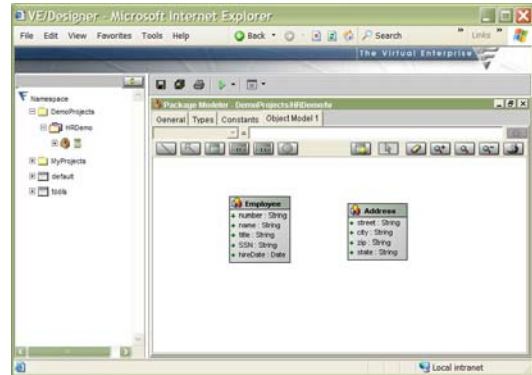 VE/Designer - Microsoft Internet Explorer
File Edit View Favorites Tools Help Back Search Links
The Virtual Enterprise
Namespace
DemoProjects
HRDemo
MyProjects
default
tools
Package Modeler - DemoProjects.HRDemo.hr
General Types Constants Object Model 1
=
Employee
+ number : String
+ name : String
+ title : String
+ SSN : String
+ hireDate : Date
Address
+ street : String
+ city : String
+ zip : String
+ state : String
Local intranet